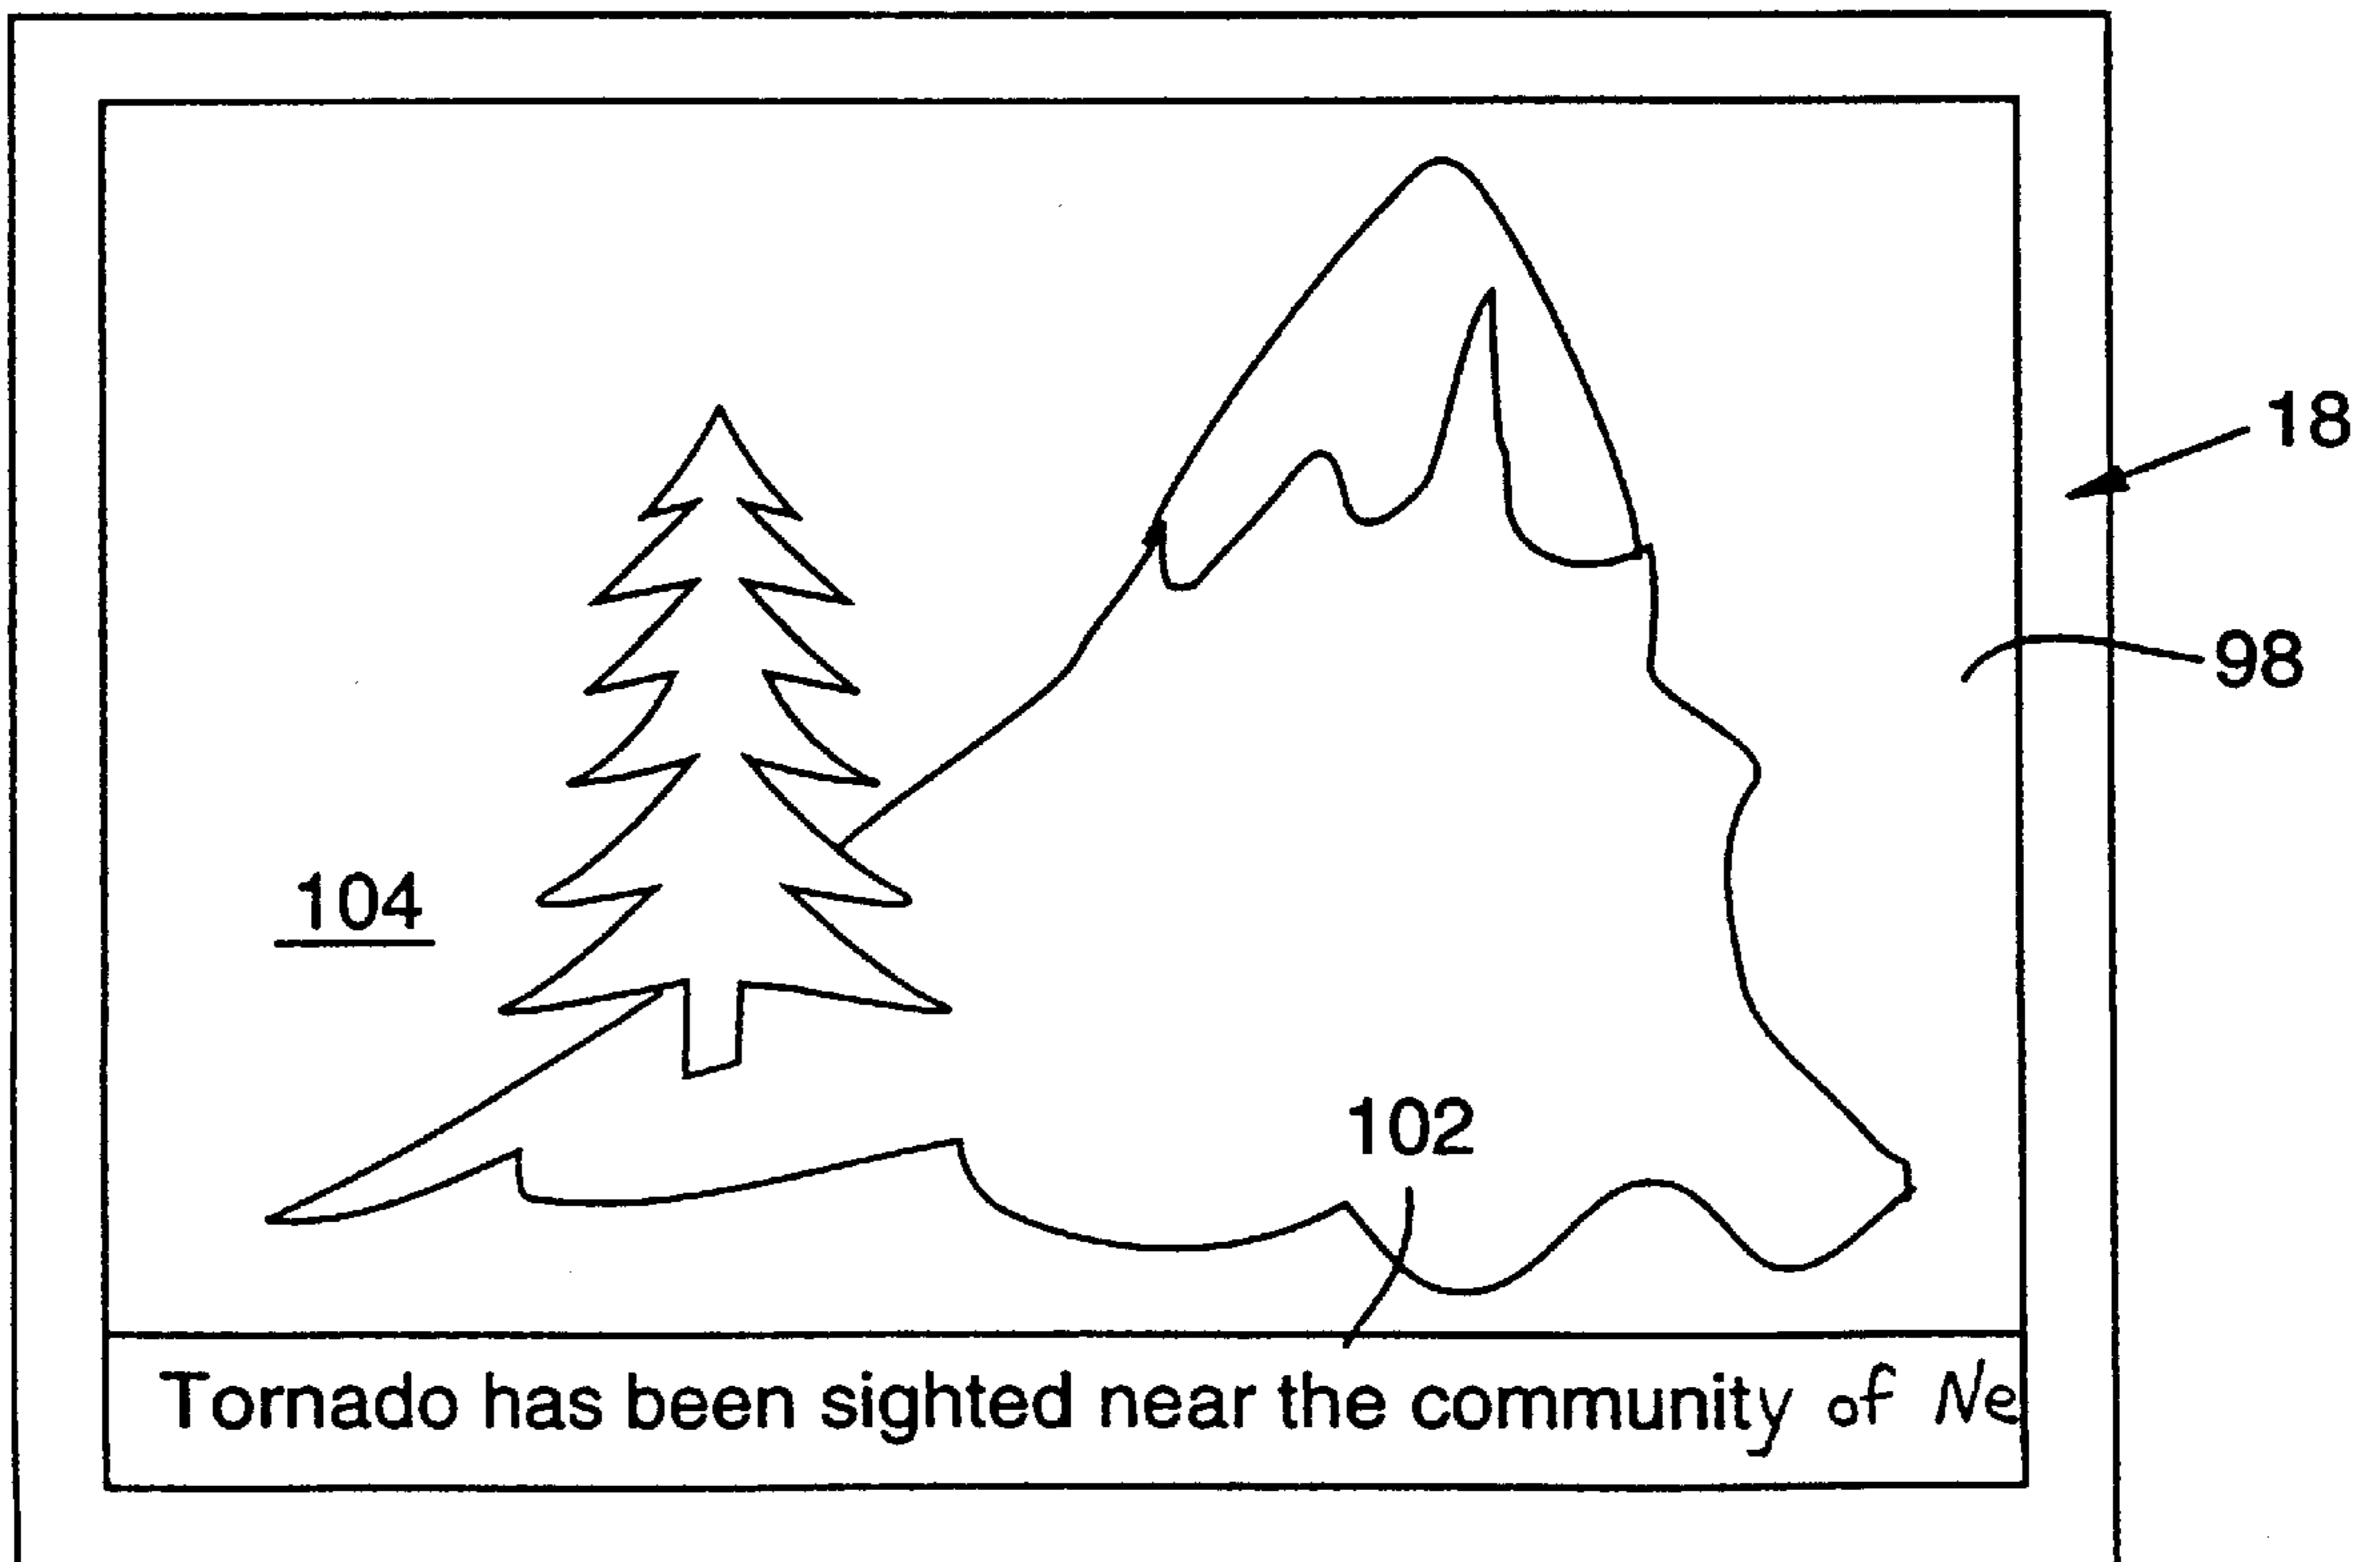 18
98
104
102
Tornado has been sighted near the community of Ne